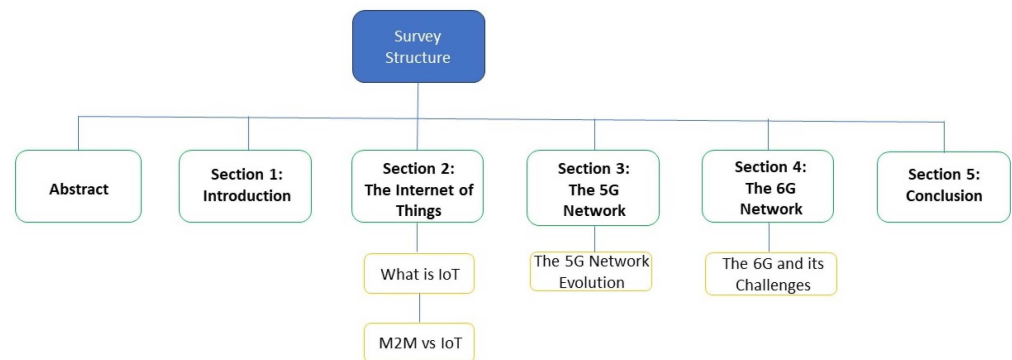 Survey
Structure
Abstract
Section 1:
Introduction
Section 2:
The Internet of
Things
Section 3:
The 5G
Network
Section 4:
The 6G
Network
Section 5:
Conclusion
What is IoT
The 5G Network
Evolution
The 6G and its
Challenges
M2M vs IoT